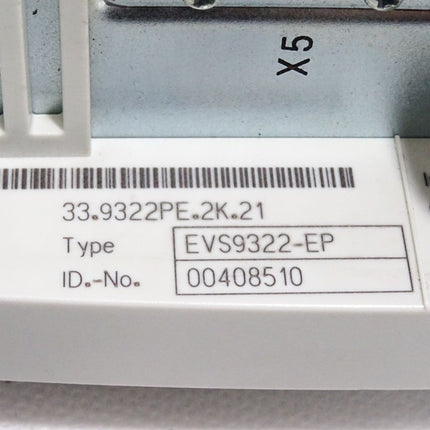 X5
33.9322PE.2K.21
Type EVS9322-EP
ID.-No. 00408510